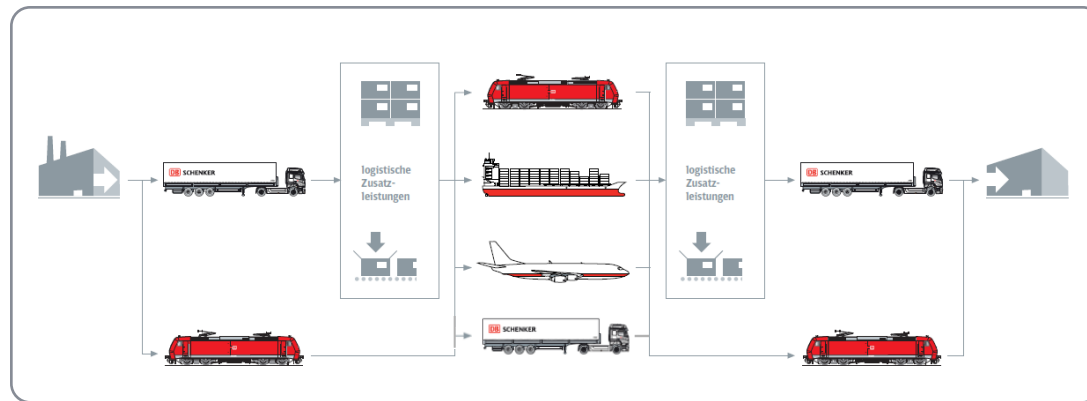 DB SCHENKER
logistische
Zusatz-
leistungen
DB SCHENKER
logistische
Zusatz-
leistungen
DB SCHENKER